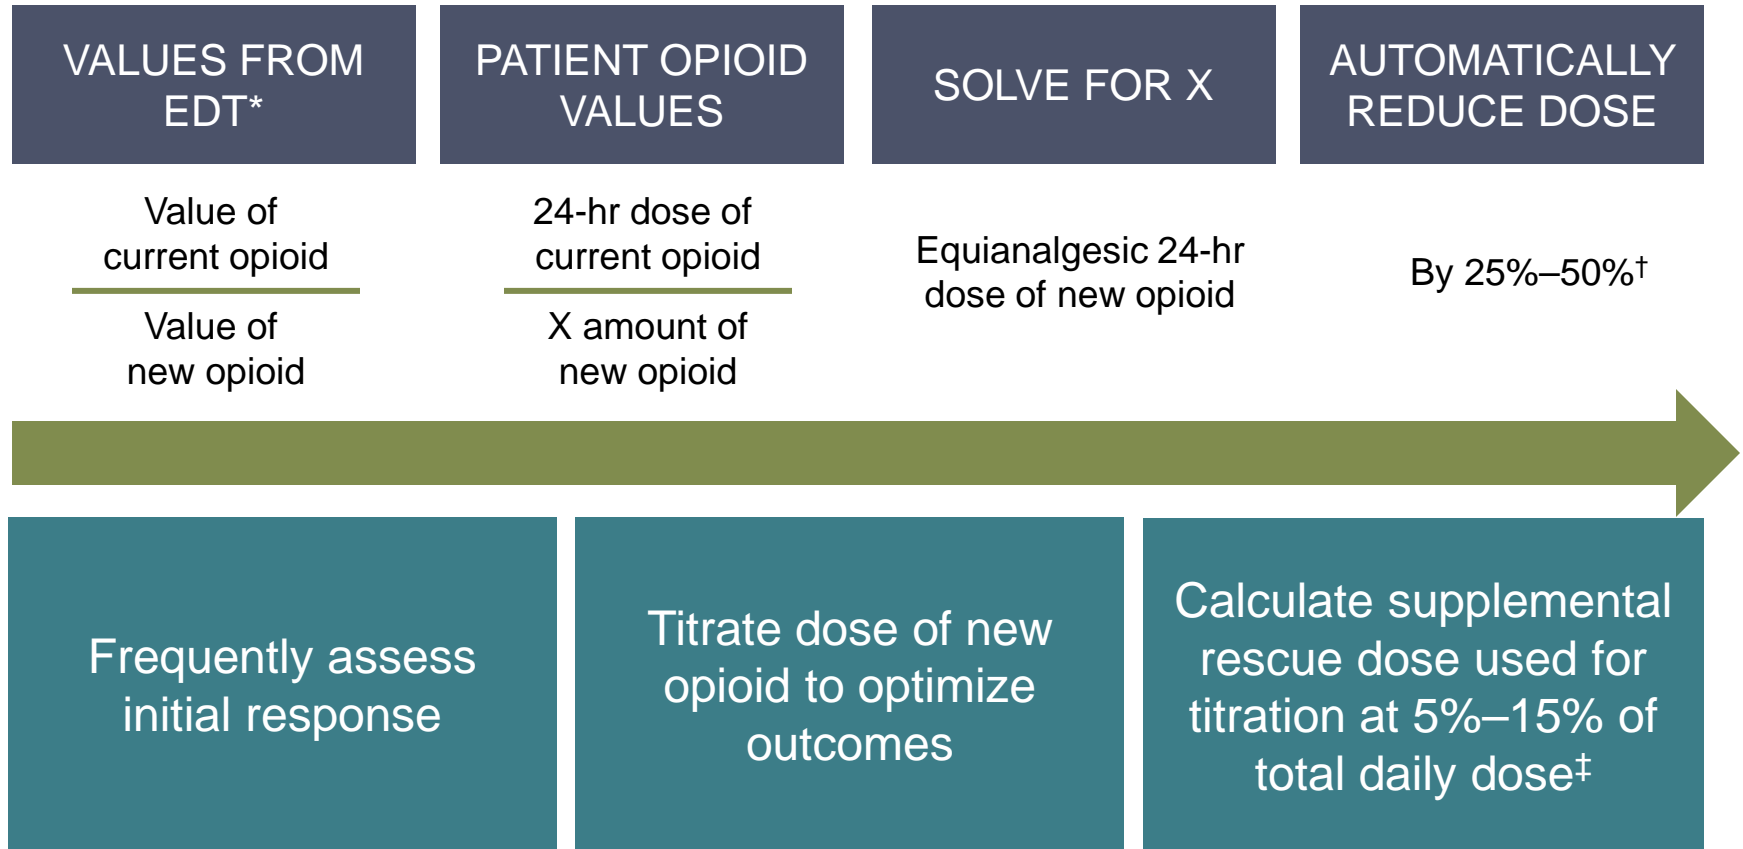 VALUES FROM
EDT*
PATIENT OPIOID
VALUES
SOLVE FOR X
AUTOMATICALLY
REDUCE DOSE
Value of
current opioid
Value of
new opioid
24-hr dose of
current opioid
X amount of
new opioid
Equianalgesic 24-hr
dose of new opioid
By 25%–50%†
Frequently assess
initial response
Titrate dose of new
opioid to optimize
outcomes
Calculate supplemental
rescue dose used for
titration at 5%–15% of
total daily dose‡